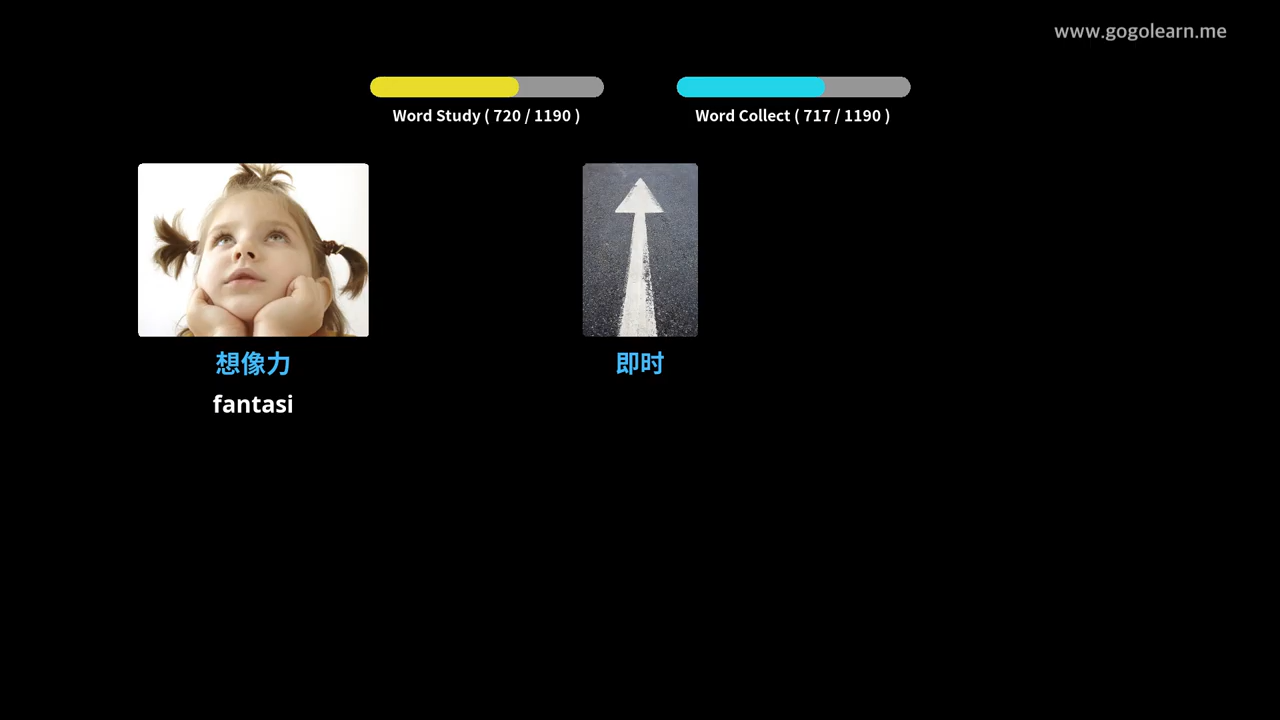 www.gogolearn.me
Word Study ( 720 / 1190 )
Word Collect ( 717 / 1190 )
想像力
fantasi
即时